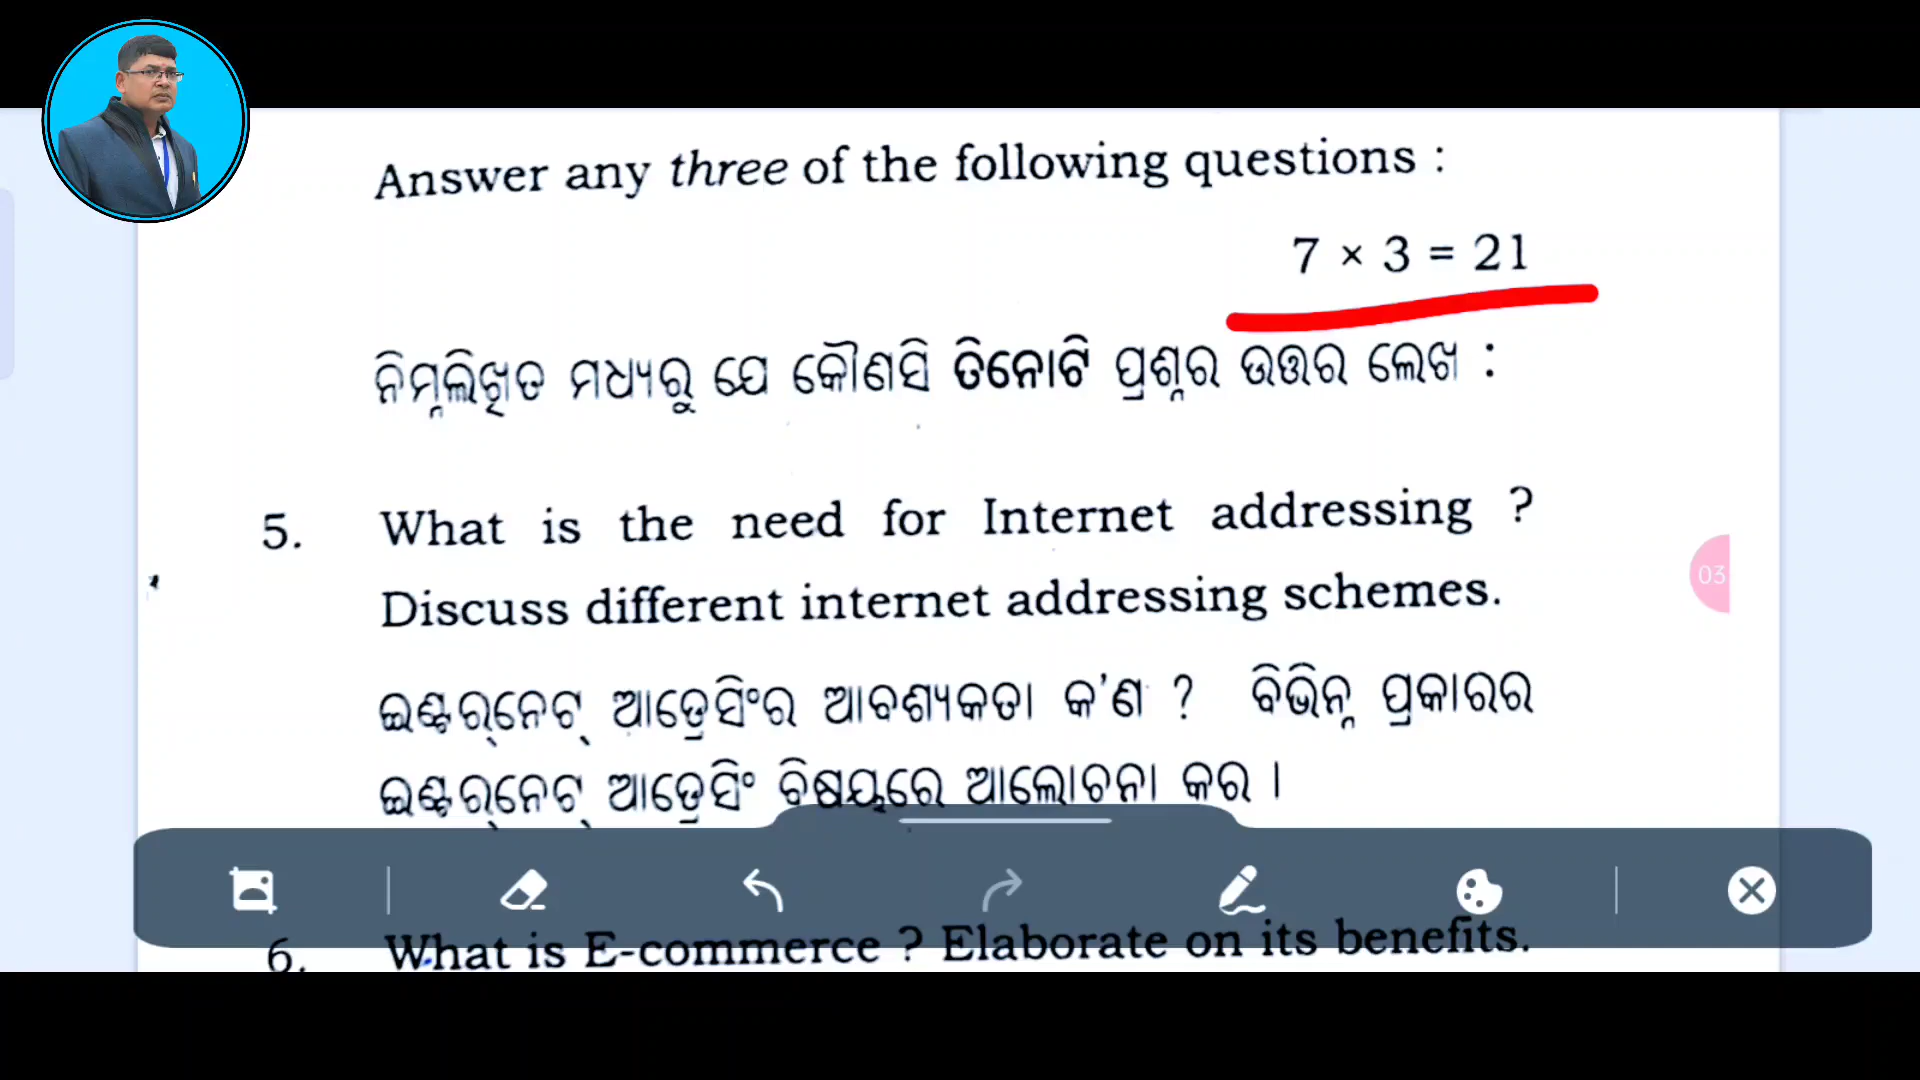 Answer any three of the following questions :
7 × 3 = 21
ନିମ୍ନଲିଖିତ ମଧ୍ୟରୁ ଯେ କୌଣସି ତିନୋଟି ପ୍ରଶ୍ନର ଉତ୍ତର ଲେଖ :
5. What is the need for Internet addressing ?
Discuss different internet addressing schemes.
ଇଣ୍ଟର୍‌ନେଟ୍ ଆଡ୍ରେସିଂର ଆବଶ୍ୟକତା କ'ଣ ? ବିଭିନ୍ନ ପ୍ରକାରର
ଇଣ୍ଟର୍‌ନେଟ୍ ଆଡ୍ରେସିଂ ବିଷୟରେ ଆଲୋଚନା କର ।
03
6. What is E-commerce ? Elaborate on its benefits.